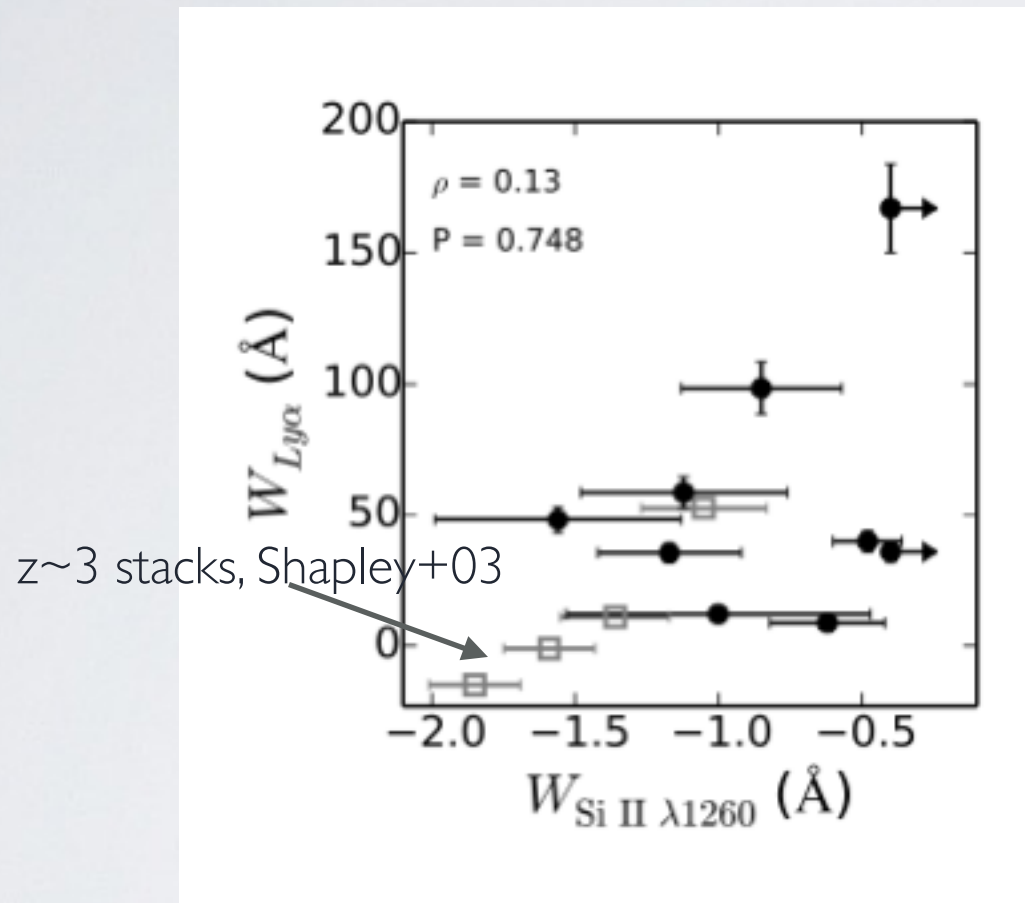 200
ρ = 0.13
P = 0.748
150
100
W_Lyα (Å)
50
z~3 stacks, Shapley+03
0
−2.0 −1.5 −1.0 −0.5
W_Si II λ1260 (Å)